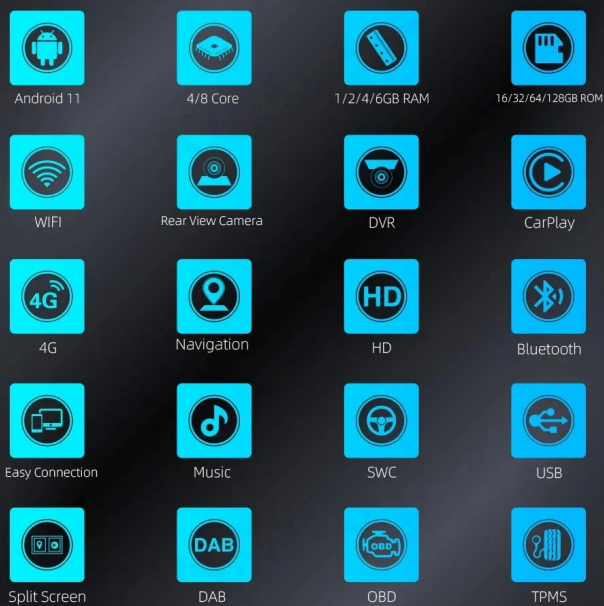 Android 11
4/8 Core
1/2/4/6GB RAM
16/32/64/128GB ROM
WIFI
Rear View Camera
DVR
CarPlay
4G
4G
Navigation
HD
HD
Bluetooth
Easy Connection
Music
SWC
USB
Split Screen
DAB
DAB
OBD
OBD
TPMS